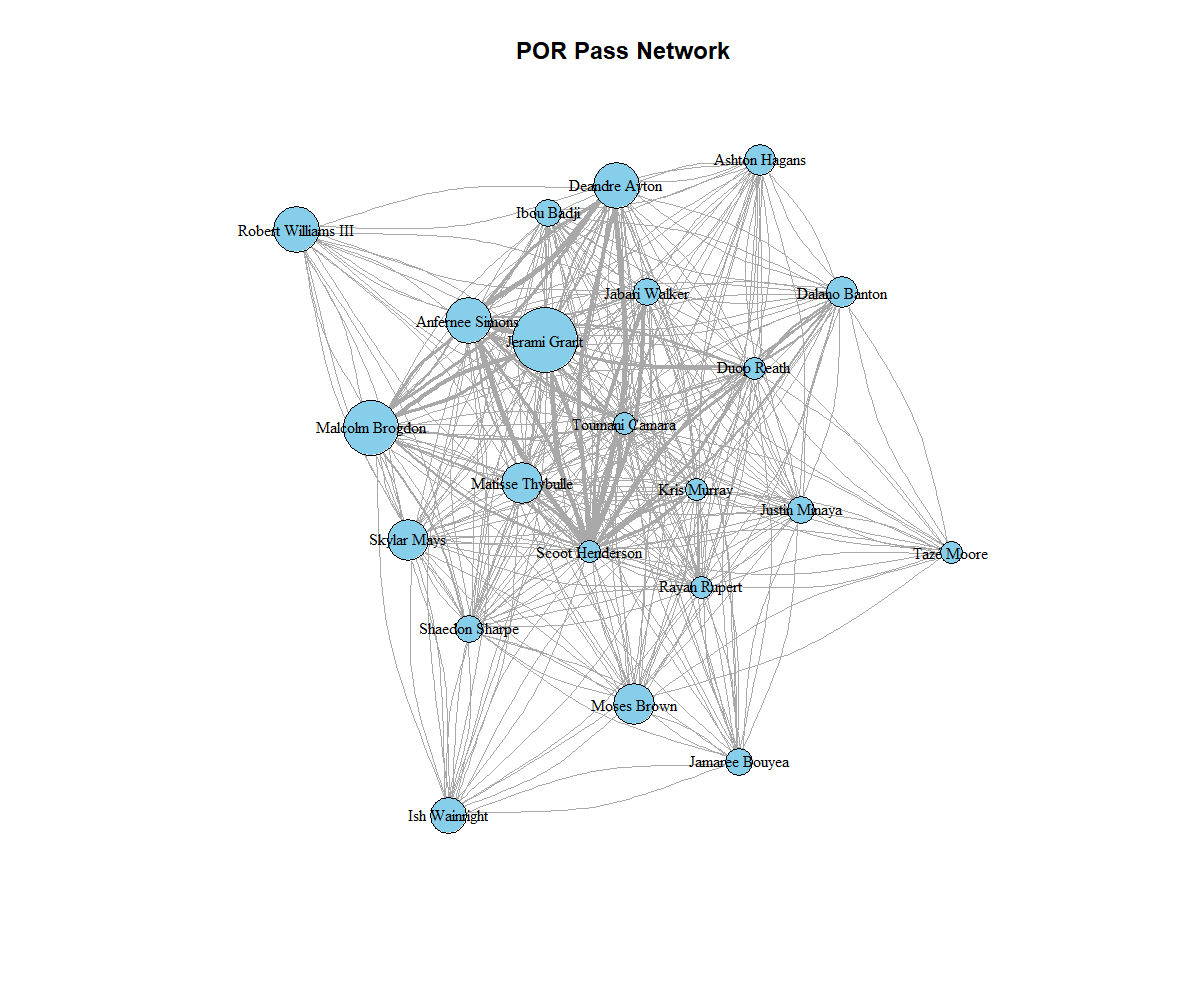 POR Pass Network
Ashton Hagans
Deandre Ayton
Ibou Badji
Robert Williams III
Jabari Walker
Dalano Banton
Anfernee Simons
Jerami Grant
Duop Reath
Toumani Camara
Malcolm Brogdon
Matisse Thybulle
Kris Murray
Justin Minaya
Skylar Mays
Scoot Henderson
Taze Moore
Rayan Rupert
Shaedon Sharpe
Moses Brown
Jamaree Bouyea
Ish Wainright